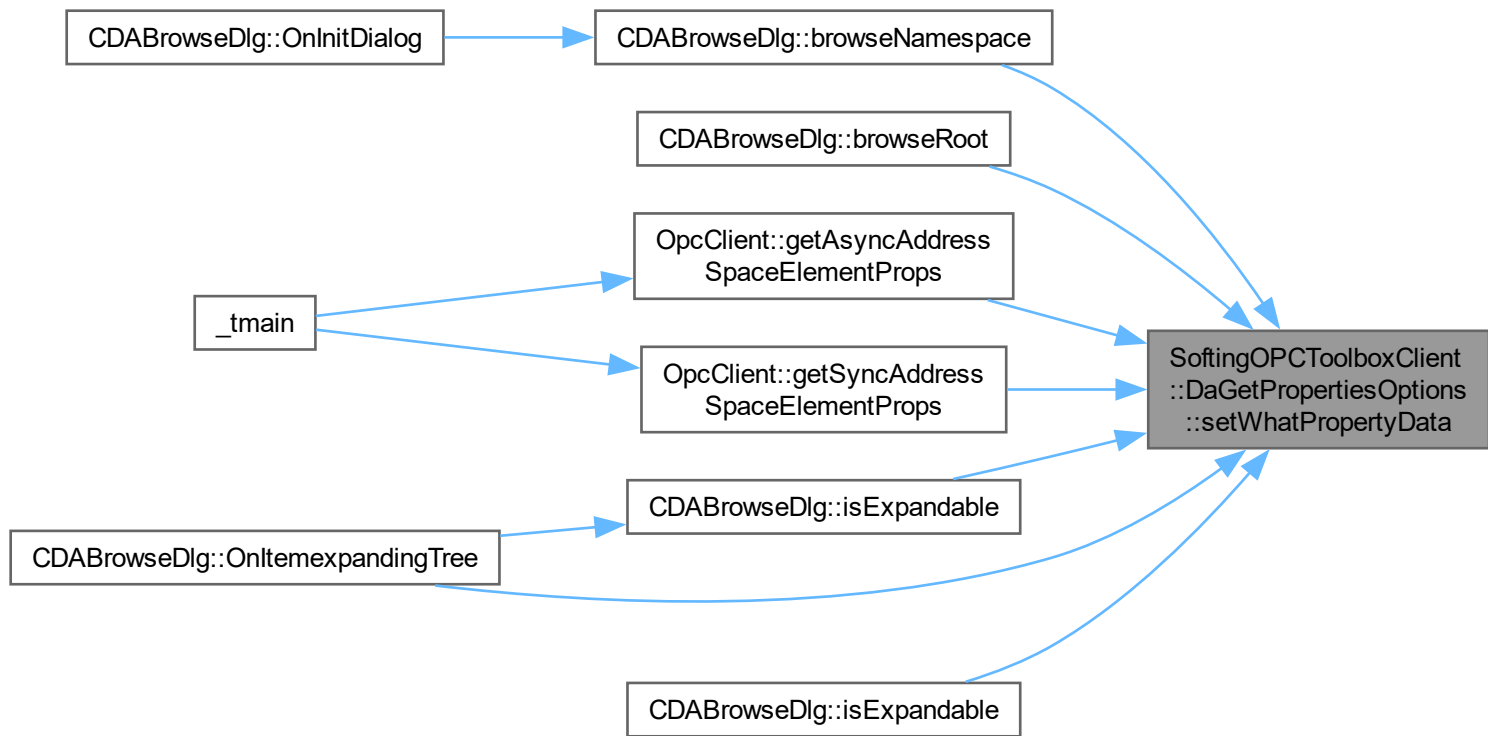 CDABrowseDlg::OnInitDialog
CDABrowseDlg::browseNamespace
CDABrowseDlg::browseRoot
OpcClient::getAsyncAddress
SpaceElementProps
_tmain
OpcClient::getSyncAddress
SpaceElementProps
SoftingOPCToolboxClient
::DaGetPropertiesOptions
::setWhatPropertyData
CDABrowseDlg::isExpandable
CDABrowseDlg::OnItemexpandingTree
CDABrowseDlg::isExpandable